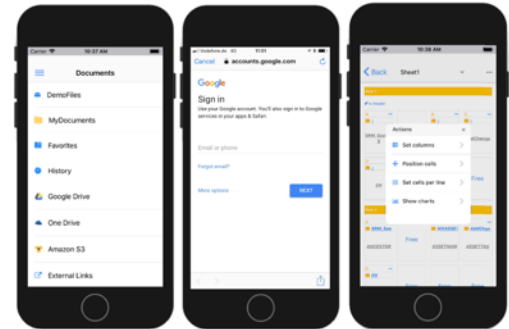 Carrier 10:37 AM
Documents
DemoFiles
MyDocuments
Favorites
History
Google Drive
One Drive
Amazon S3
External Links
11:01
Cancel accounts.google.com
Google
Sign in
Use your Google account. You'll also sign in to Google
services in your apps & Safari.
Email or phone
Forgot email?
More options NEXT
Carrier 10:38 AM
Back Sheet1
Actions x
Set columns
Position cells
Set cells per line
Show charts
Free
Free